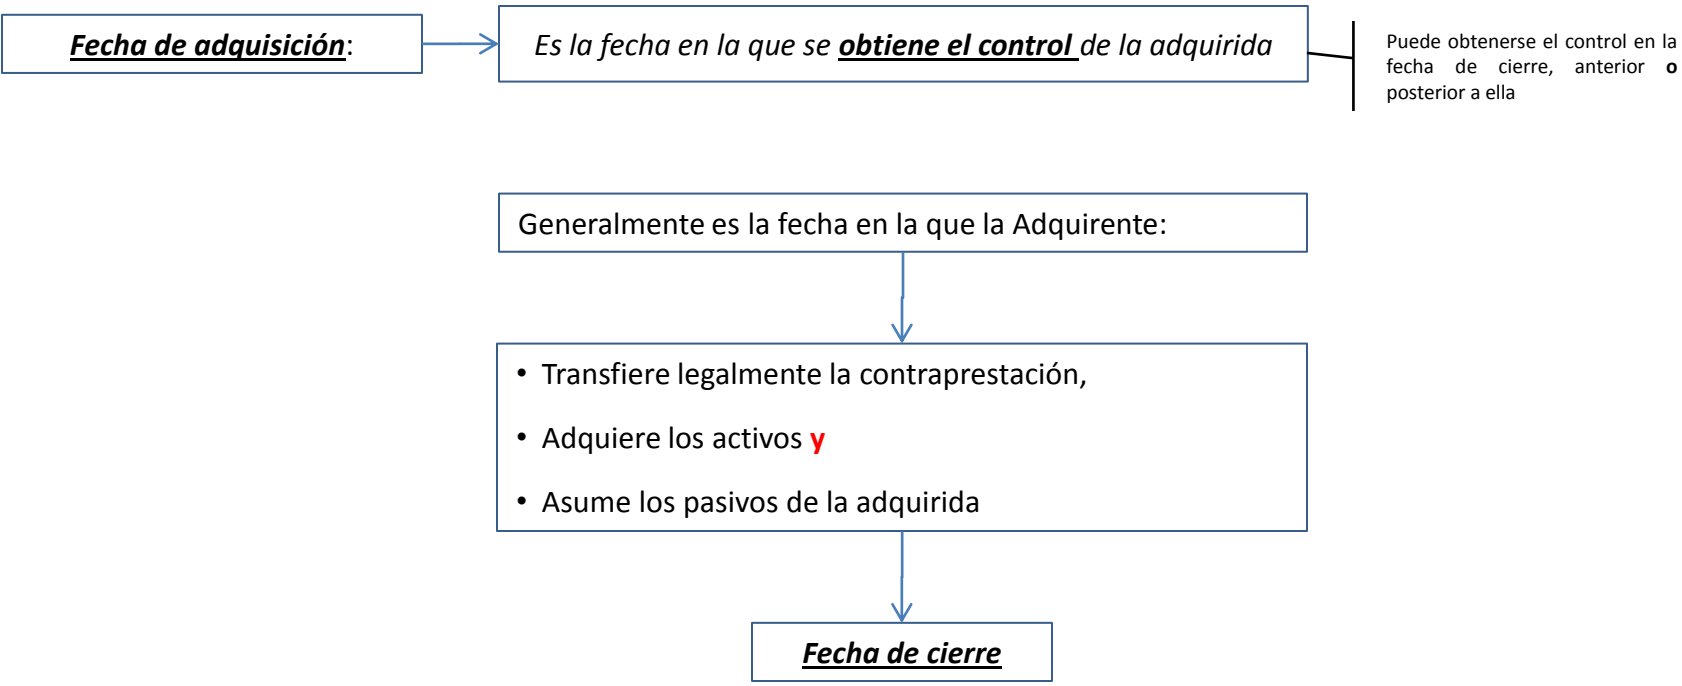 Fecha de adquisición:
Es la fecha en la que se obtiene el control de la adquirida
Puede obtenerse el control en la
fecha de cierre, anterior o
posterior a ella
Generalmente es la fecha en la que la Adquirente:
• Transfiere legalmente la contraprestación,
• Adquiere los activos y
• Asume los pasivos de la adquirida
Fecha de cierre